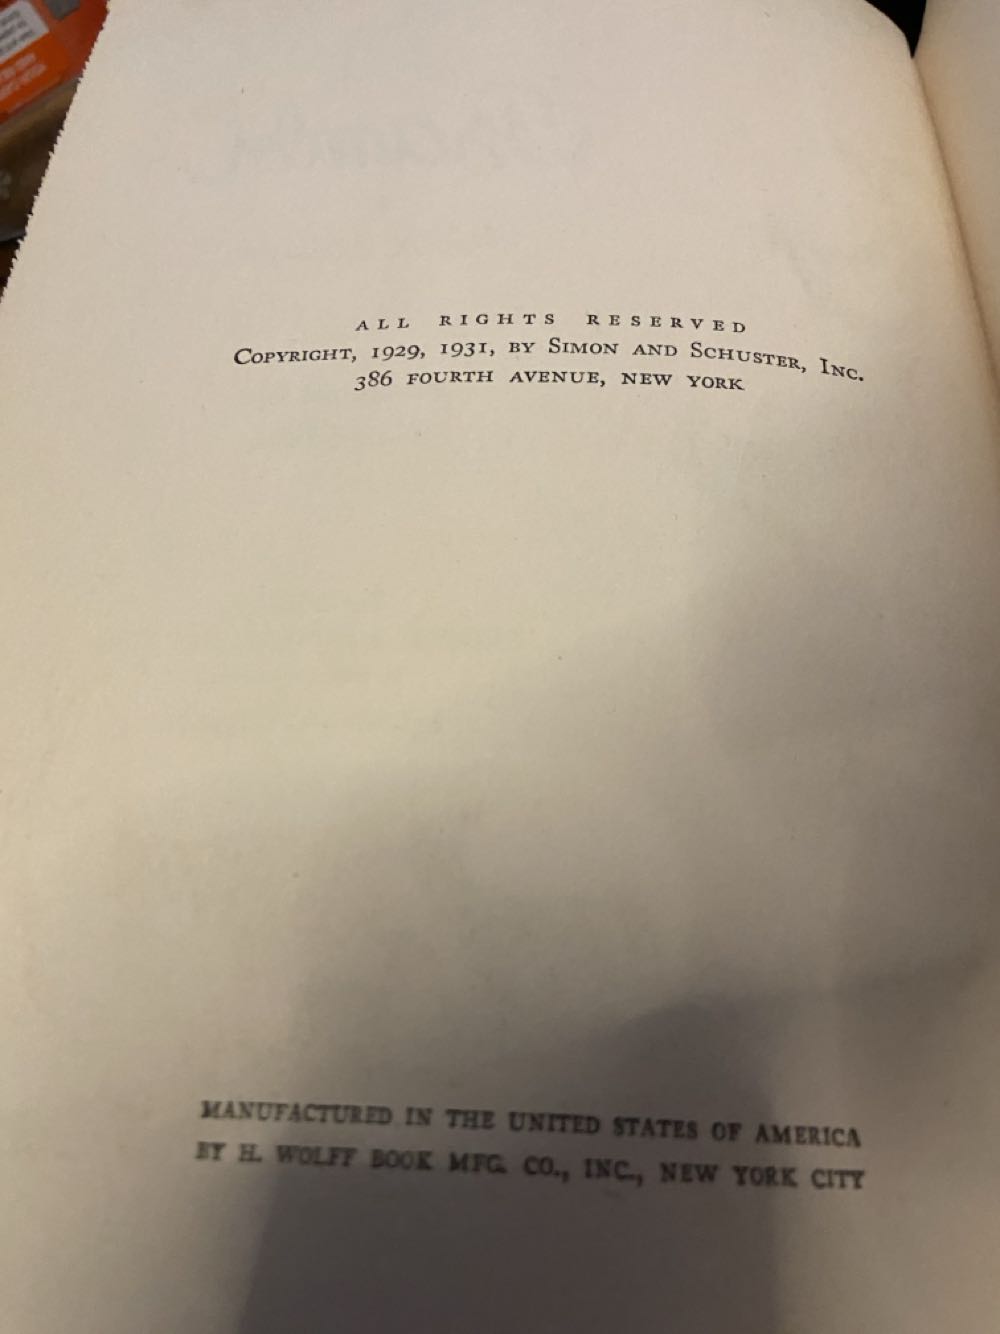 ALL RIGHTS RESERVED
COPYRIGHT, 1929, 1931, BY SIMON AND SCHUSTER, INC.
386 FOURTH AVENUE, NEW YORK
MANUFACTURED IN THE UNITED STATES OF AMERICA
BY H. WOLFF BOOK MFG. CO., INC., NEW YORK CITY